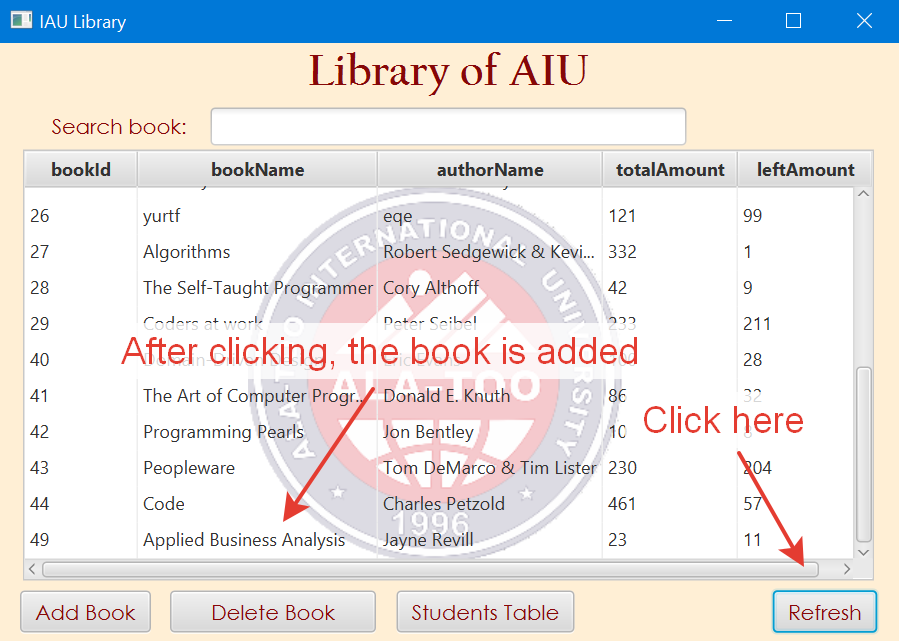 IAU Library
Library of AIU
Search book:
bookId bookName authorName totalAmount leftAmount
26 yurtf eqe 121 99
27 Algorithms Robert Sedgewick & Kevi... 332 1
28 The Self-Taught Programmer Cory Althoff 42 9
29 Coders at work Peter Seibel 233 211
After clicking, the book is added
40 28
41 The Art of Computer Progr... Donald E. Knuth 86 32
Click here
42 Programming Pearls Jon Bentley 10
43 Peopleware Tom DeMarco & Tim Lister 230 204
44 Code Charles Petzold 461 57
49 Applied Business Analysis Jayne Revill 23 11
ALA-TOO INTERNATIONAL UNIVERSITY
ALA-TOO
1996
Add Book Delete Book Students Table Refresh